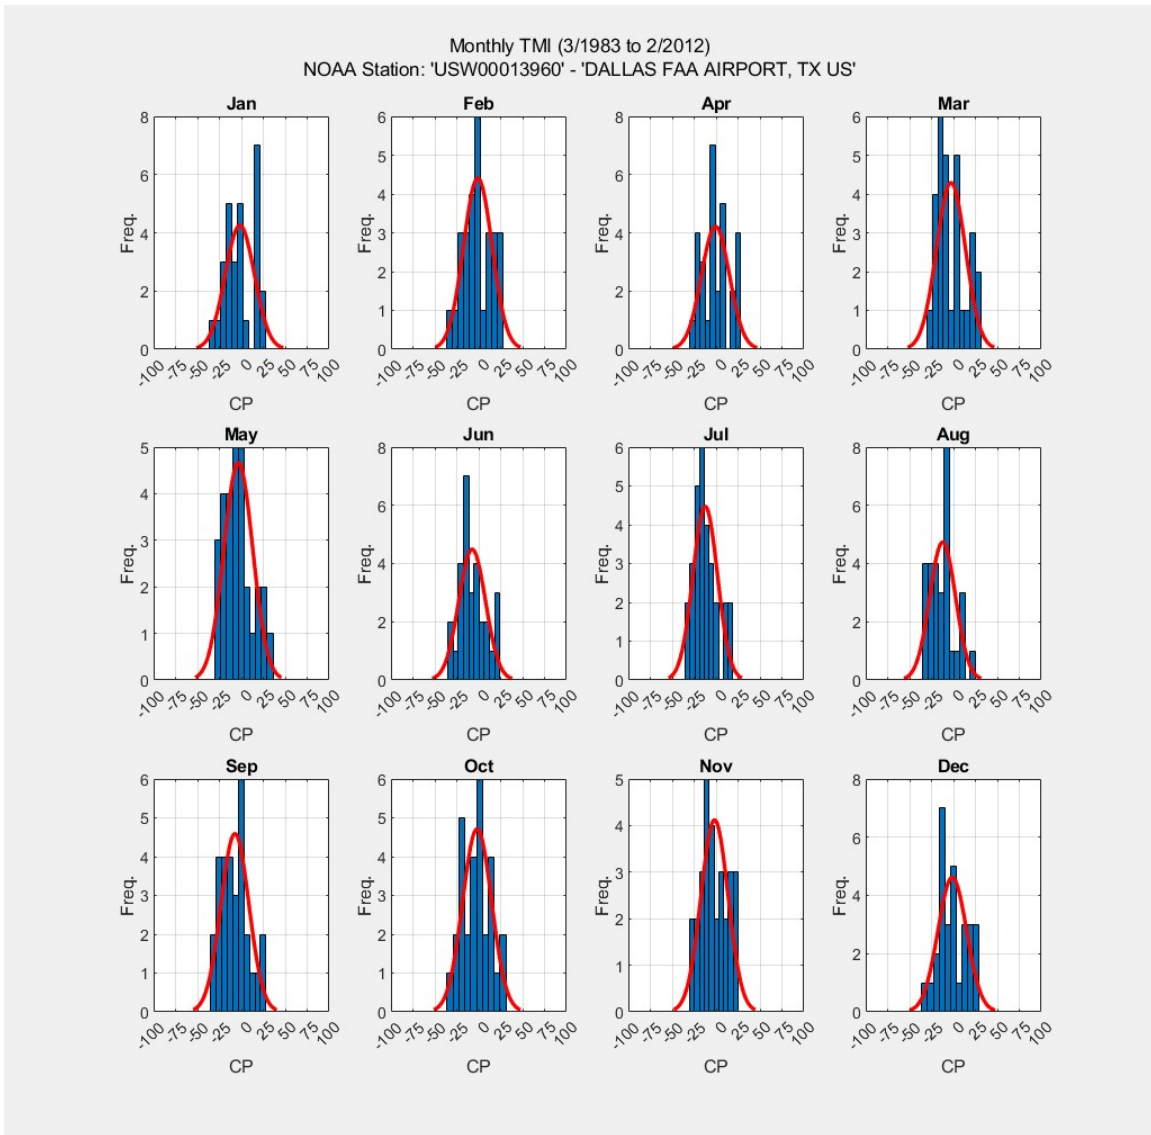 Monthly TMI (3/1983 to 2/2012)
NOAA Station: 'USW00013960' - 'DALLAS FAA AIRPORT, TX US'
Jan
8
6
4
2
0
Freq.
-100 -75 -50 -25 0 25 50 75 100
CP
Feb
6
5
4
3
2
1
0
Freq.
-100 -75 -50 -25 0 25 50 75 100
CP
Apr
8
6
4
2
0
Freq.
-100 -75 -50 -25 0 25 50 75 100
CP
Mar
6
5
4
3
2
1
0
Freq.
-100 -75 -50 -25 0 25 50 75 100
CP
May
5
4
3
2
1
0
Freq.
-100 -75 -50 -25 0 25 50 75 100
CP
Jun
8
6
4
2
0
Freq.
-100 -75 -50 -25 0 25 50 75 100
CP
Jul
6
5
4
3
2
1
0
Freq.
-100 -75 -50 -25 0 25 50 75 100
CP
Aug
8
6
4
2
0
Freq.
-100 -75 -50 -25 0 25 50 75 100
CP
Sep
6
5
4
3
2
1
0
Freq.
-100 -75 -50 -25 0 25 50 75 100
CP
Oct
6
5
4
3
2
1
0
Freq.
-100 -75 -50 -25 0 25 50 75 100
CP
Nov
5
4
3
2
1
0
Freq.
-100 -75 -50 -25 0 25 50 75 100
CP
Dec
8
6
4
2
0
Freq.
-100 -75 -50 -25 0 25 50 75 100
CP